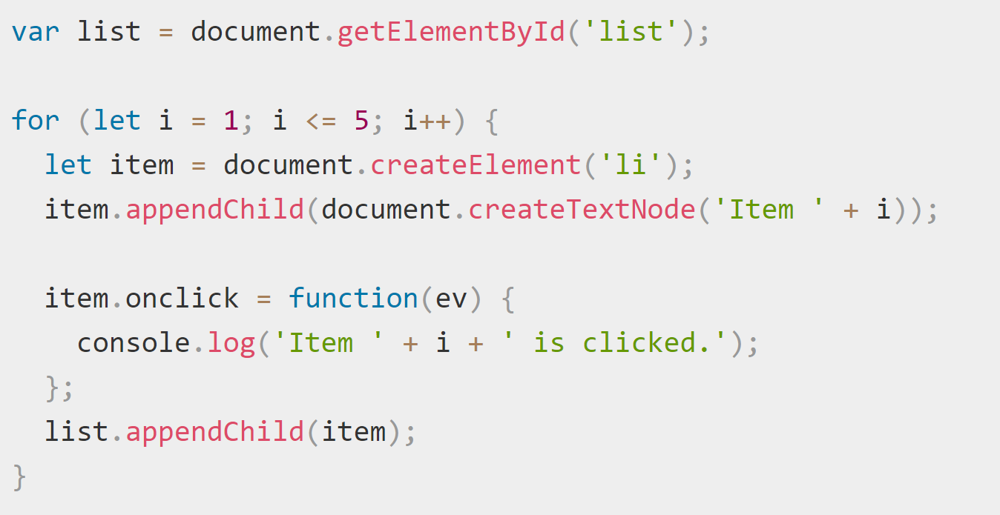 var list = document.getElementById('list');
for (let i = 1; i <= 5; i++) {
  let item = document.createElement('li');
  item.appendChild(document.createTextNode('Item ' + i));
  item.onclick = function(ev) {
    console.log('Item ' + i + ' is clicked.');
  };
  list.appendChild(item);
}